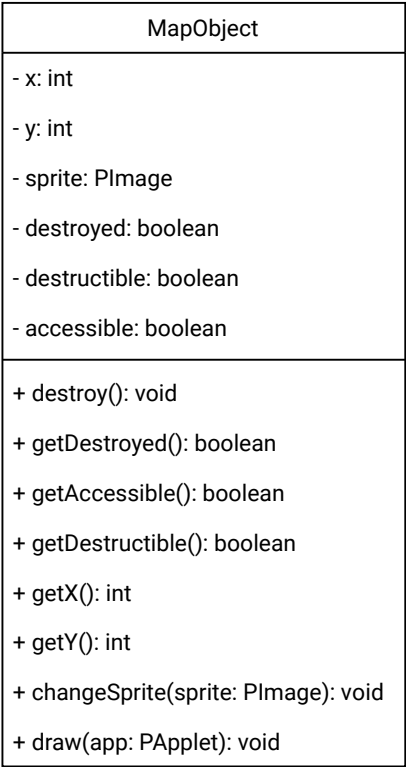 MapObject
- x: int
- y: int
- sprite: PImage
- destroyed: boolean
- destructible: boolean
- accessible: boolean
+ destroy(): void
+ getDestroyed(): boolean
+ getAccessible(): boolean
+ getDestructible(): boolean
+ getX(): int
+ getY(): int
+ changeSprite(sprite: PImage): void
+ draw(app: PApplet): void